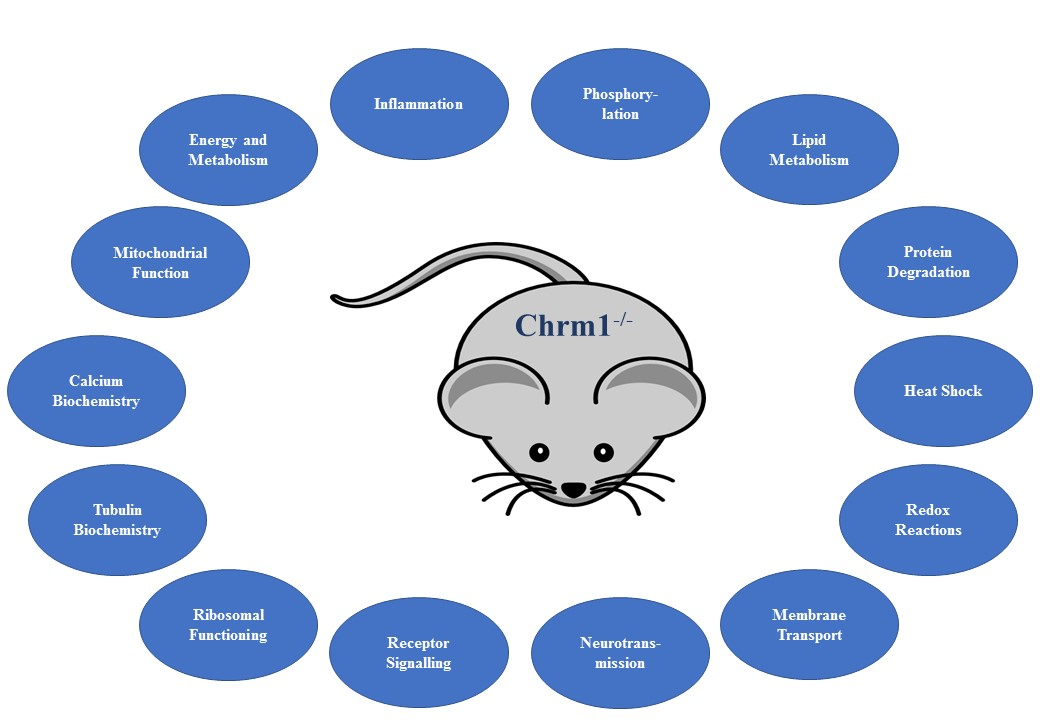 Inflammation
Phosphory-
lation
Energy and
Metabolism
Lipid
Metabolism
Mitochondrial
Function
Protein
Degradation
Chrm1-/-
Calcium
Biochemistry
Heat Shock
Tubulin
Biochemistry
Redox
Reactions
Ribosomal
Functioning
Membrane
Transport
Receptor
Signalling
Neurotrans-
mission